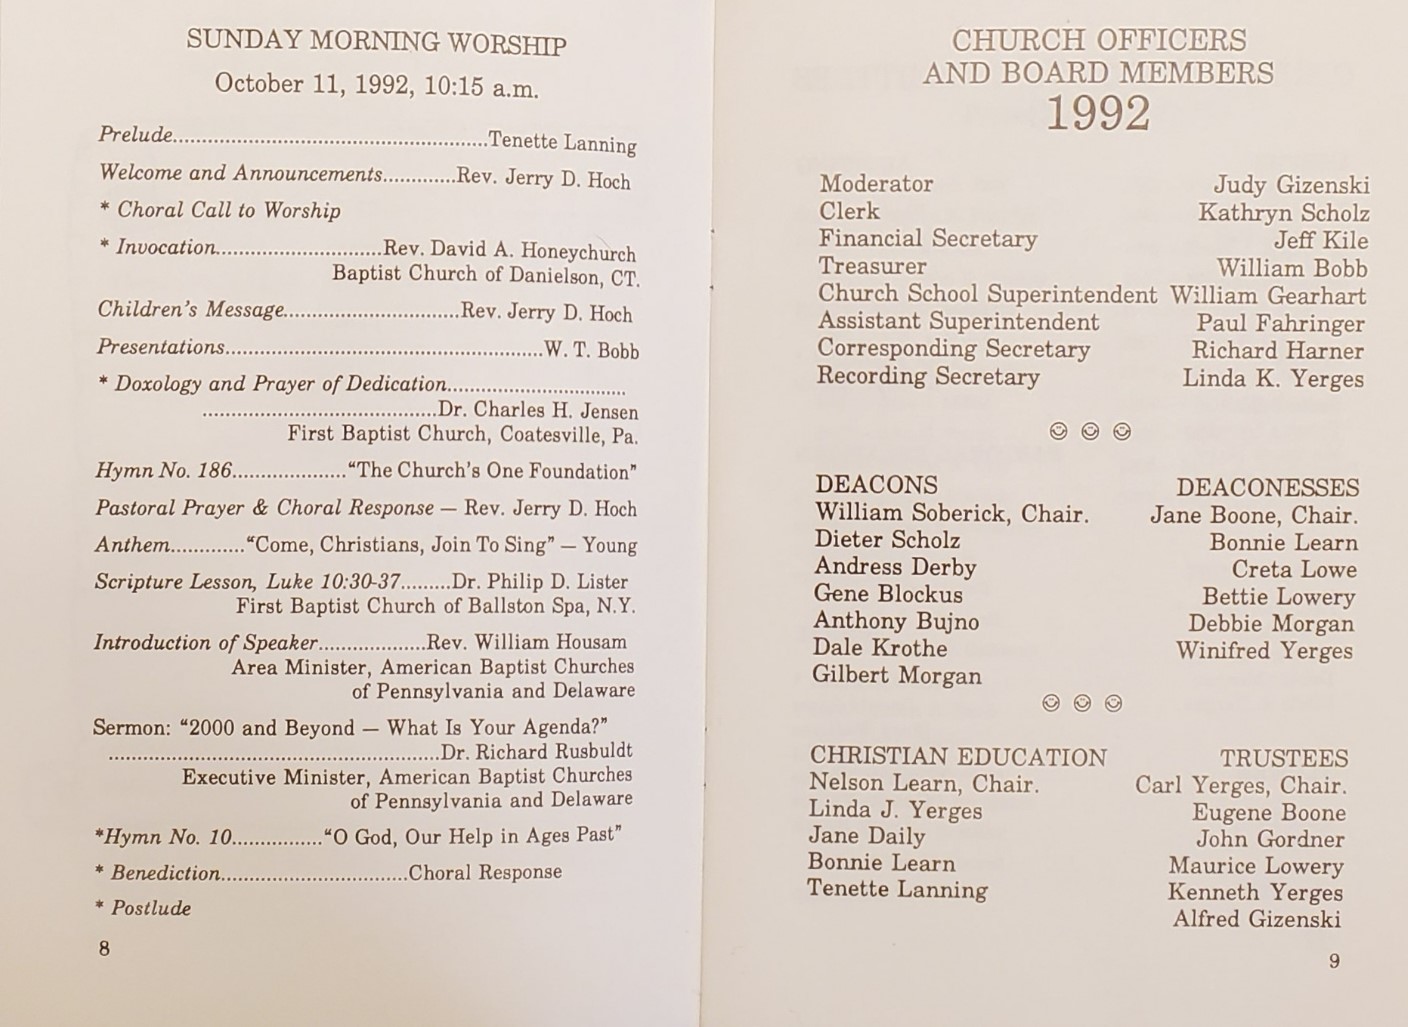 SUNDAY MORNING WORSHIP
October 11, 1992, 10:15 a.m.
Prelude......................................................Tenette Lanning
Welcome and Announcements.............Rev. Jerry D. Hoch
* Choral Call to Worship
* Invocation.............................Rev. David A. Honeychurch
Baptist Church of Danielson, CT.
Children's Message..............................Rev. Jerry D. Hoch
Presentations......................................................W. T. Bobb
* Doxology and Prayer of Dedication...............................
........................................Dr. Charles H. Jensen
First Baptist Church, Coatesville, Pa.
Hymn No. 186...................."The Church's One Foundation"
Pastoral Prayer & Choral Response — Rev. Jerry D. Hoch
Anthem............."Come, Christians, Join To Sing" — Young
Scripture Lesson, Luke 10:30-37.........Dr. Philip D. Lister
First Baptist Church of Ballston Spa, N.Y.
Introduction of Speaker...................Rev. William Housam
Area Minister, American Baptist Churches
of Pennsylvania and Delaware
Sermon: "2000 and Beyond — What Is Your Agenda?"
.........................................................Dr. Richard Rusbuldt
Executive Minister, American Baptist Churches
of Pennsylvania and Delaware
*Hymn No. 10................"O God, Our Help in Ages Past"
* Benediction................................Choral Response
* Postlude
8
CHURCH OFFICERS
AND BOARD MEMBERS
1992
Moderator Judy Gizenski
Clerk Kathryn Scholz
Financial Secretary Jeff Kile
Treasurer William Bobb
Church School Superintendent William Gearhart
Assistant Superintendent Paul Fahringer
Corresponding Secretary Richard Harner
Recording Secretary Linda K. Yerges
DEACONS
William Soberick, Chair.
Dieter Scholz
Andress Derby
Gene Blockus
Anthony Bujno
Dale Krothe
Gilbert Morgan
DEACONESSES
Jane Boone, Chair.
Bonnie Learn
Creta Lowe
Bettie Lowery
Debbie Morgan
Winifred Yerges
CHRISTIAN EDUCATION
Nelson Learn, Chair.
Linda J. Yerges
Jane Daily
Bonnie Learn
Tenette Lanning
TRUSTEES
Carl Yerges, Chair.
Eugene Boone
John Gordner
Maurice Lowery
Kenneth Yerges
Alfred Gizenski
9